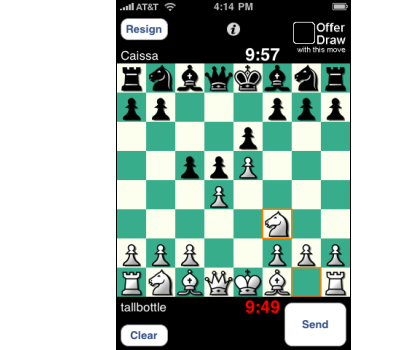 AT&T 4:14 PM
Resign
i
Offer
Draw
with this move
Caissa 9:57
tallbottle 9:49
Clear
Send